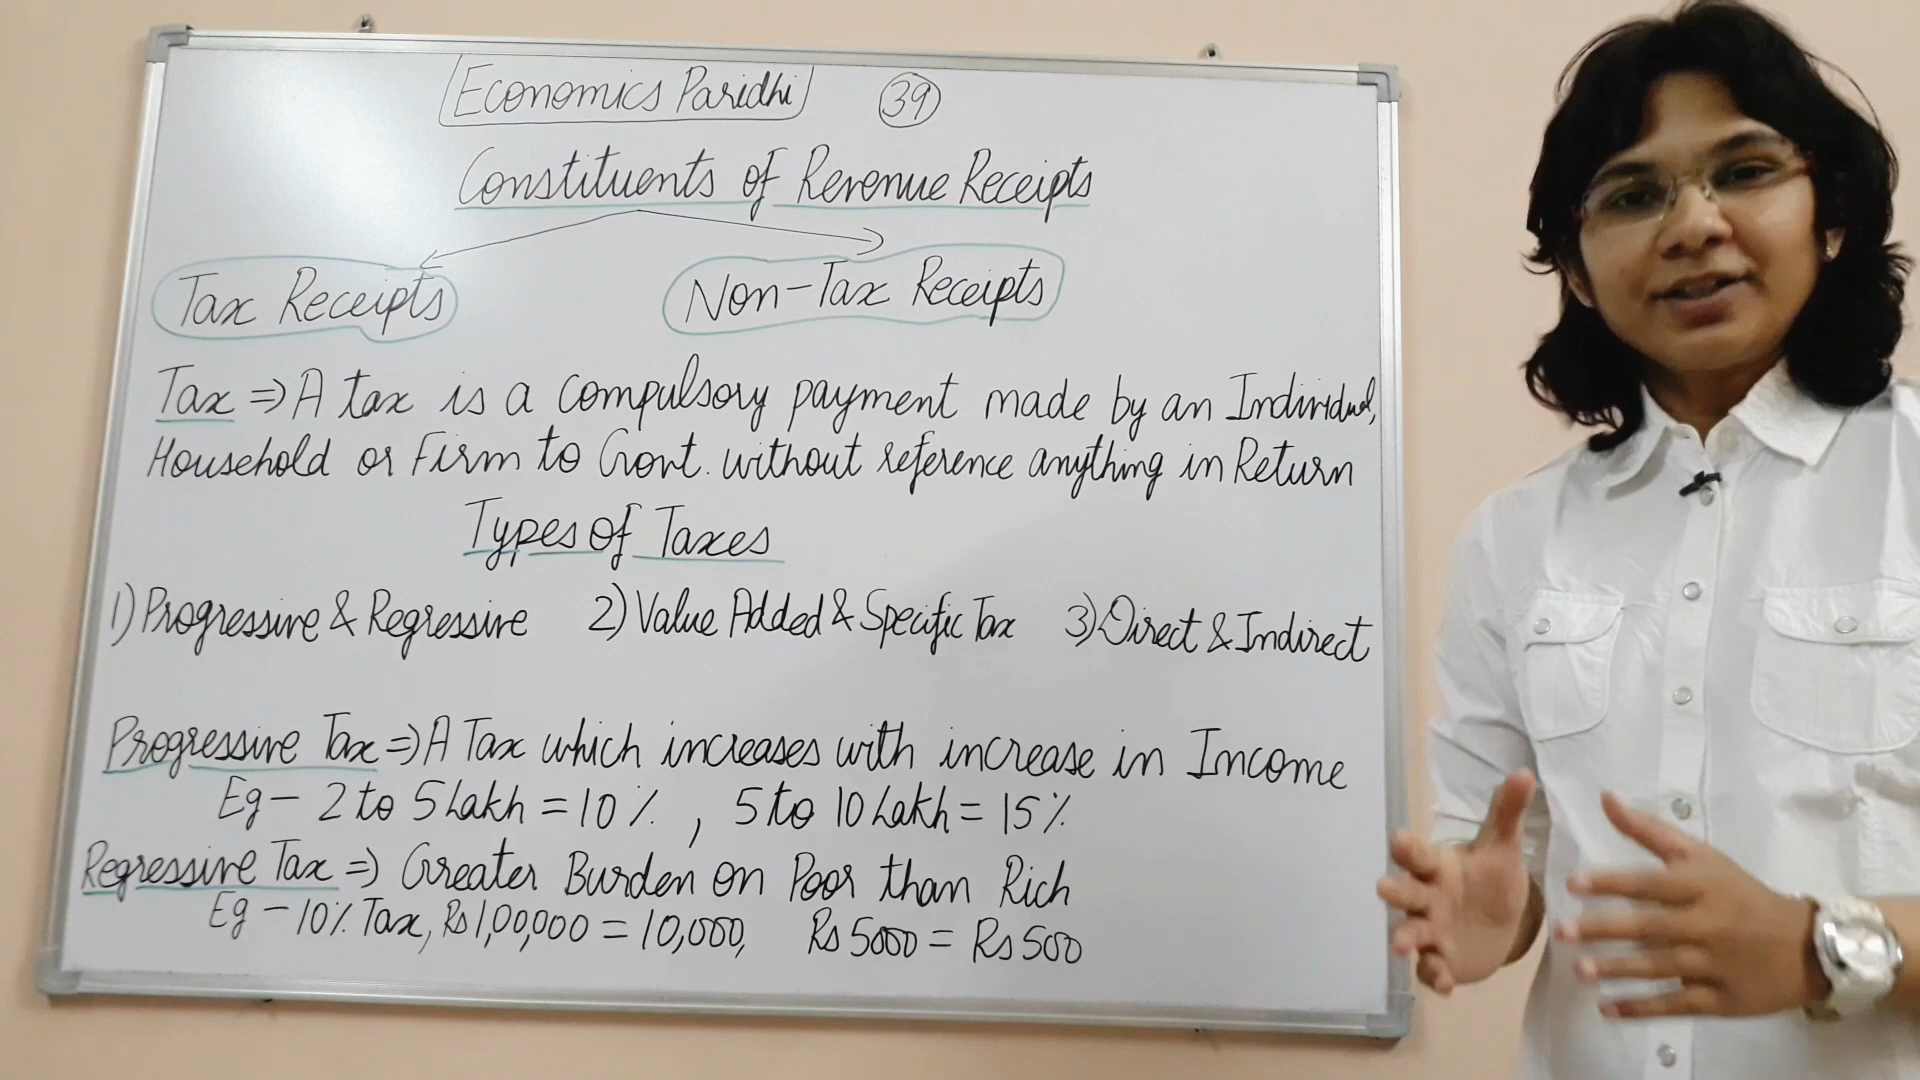 Economics Paridhi 39
Constituents of Revenue Receipts
Tax Receipts Non-Tax Receipts
Tax ⇒ A tax is a compulsory payment made by an Individual,
Household or Firm to Govt. without reference anything in Return
Types of Taxes
1) Progressive & Regressive 2) Value Added & Specific Tax 3) Direct & Indirect
Progressive Tax ⇒ A Tax which increases with increase in Income
Eg - 2 to 5 Lakh = 10%, 5 to 10 Lakh = 15%
Regressive Tax ⇒ Greater Burden on Poor than Rich
Eg - 10% Tax, Rs 1,00,000 = 10,000, Rs 5000 = Rs 500